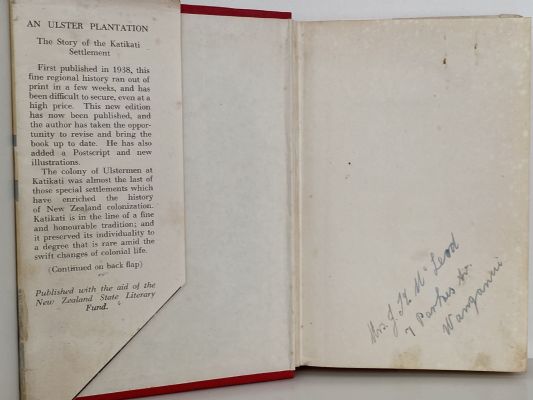 AN ULSTER PLANTATION
The Story of the Katikati
Settlement
First published in 1938, this
fine regional history ran out of
print in a few weeks, and has
been difficult to secure, even at a
high price. This new edition
has now been published, and
the author has taken the oppor-
tunity to revise and bring the
book up to date. He has also
added a Postscript and new
illustrations.
The colony of Ulstermen at
Katikati was almost the last of
those special settlements which
have enriched the history
of New Zealand colonization.
Katikati is in the line of a fine
and honourable tradition; and
it preserved its individuality to
a degree that is rare amid the
swift changes of colonial life.
(Continued on back flap)
Published with the aid of the
New Zealand State Literary
Fund.
Mrs. J. McLeod
7 Parkes Av.
Wanganui